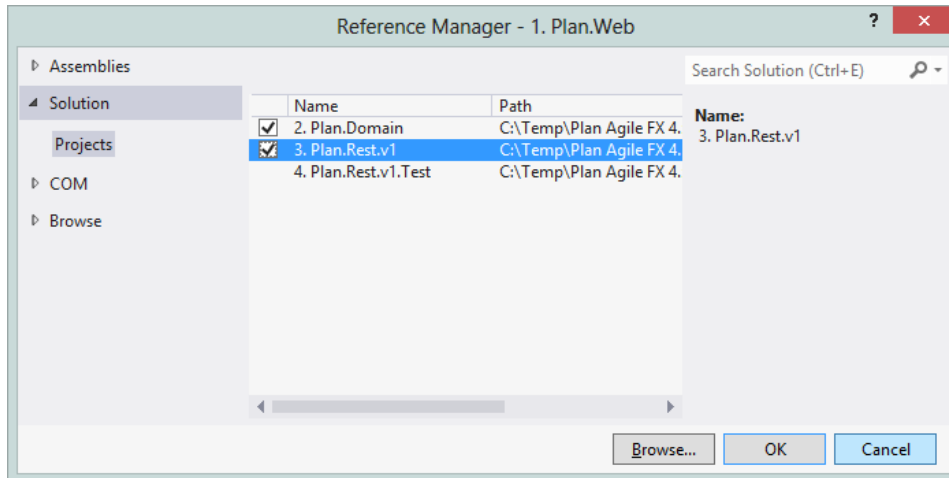 Reference Manager - 1. Plan.Web
?
Assemblies
Solution
Projects
COM
Browse
Name Path
2. Plan.Domain C:\Temp\Plan Agile FX 4.
3. Plan.Rest.v1 C:\Temp\Plan Agile FX 4.
4. Plan.Rest.v1.Test C:\Temp\Plan Agile FX 4.
Search Solution (Ctrl+E)
Name:
3. Plan.Rest.v1
Browse... OK Cancel